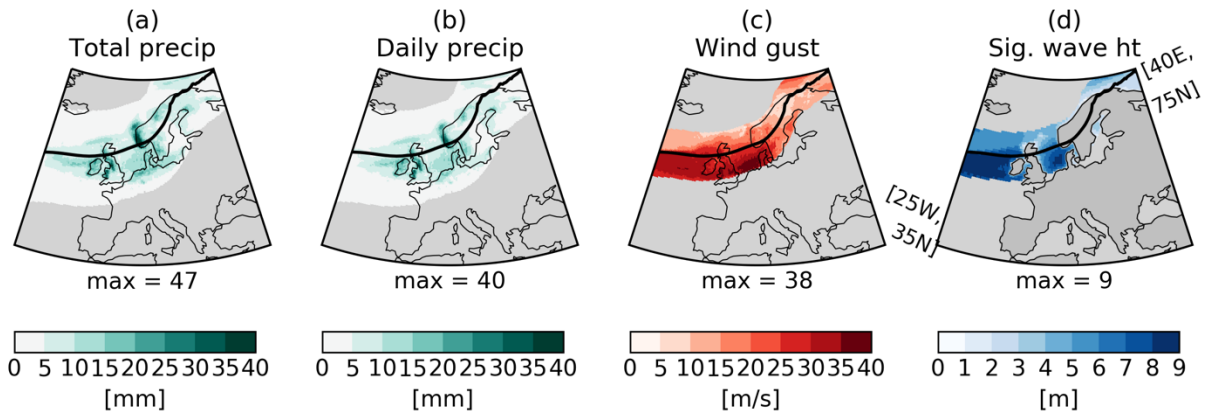 (a)
Total precip
(b)
Daily precip
(c)
Wind gust
(d)
Sig. wave ht
[40E,
75N]
[25W,
35N]
max = 47
max = 40
max = 38
max = 9
0 5 10 15 20 25 30 35 40
[mm]
0 5 10 15 20 25 30 35 40
[mm]
0 5 10 15 20 25 30 35 40
[m/s]
0 1 2 3 4 5 6 7 8 9
[m]